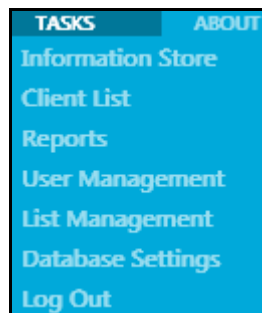 TASKS ABOUT
Information Store
Client List
Reports
User Management
List Management
Database Settings
Log Out